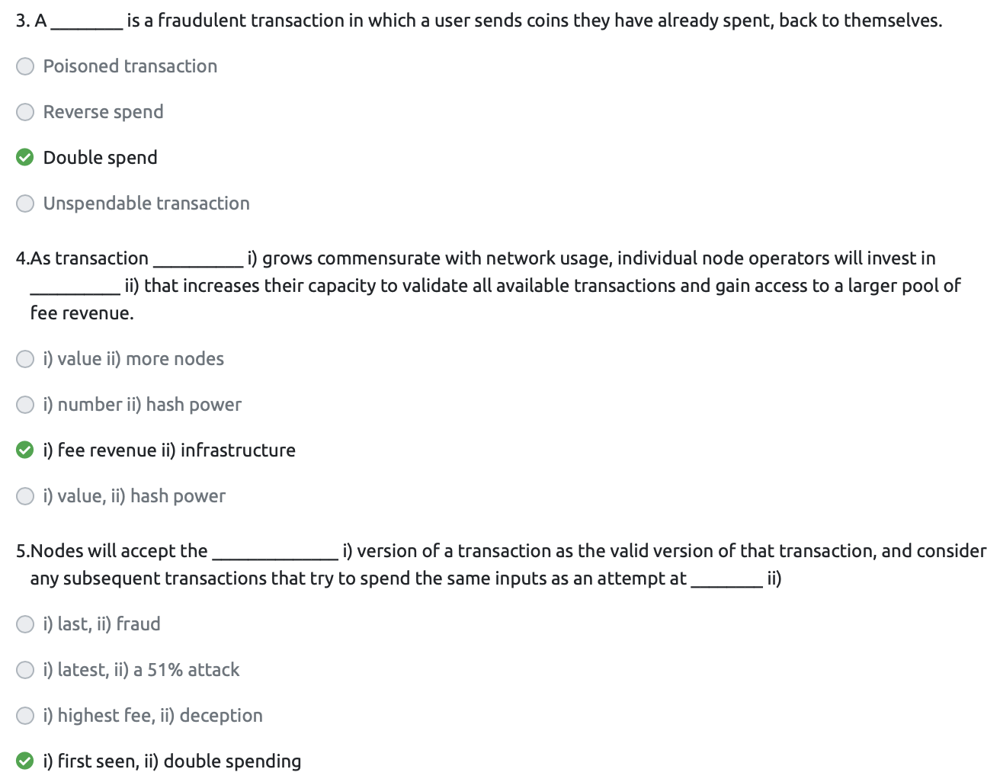 3. A ________ is a fraudulent transaction in which a user sends coins they have already spent, back to themselves.
Poisoned transaction
Reverse spend
Double spend
Unspendable transaction
4.As transaction __________ i) grows commensurate with network usage, individual node operators will invest in
__________ ii) that increases their capacity to validate all available transactions and gain access to a larger pool of
fee revenue.
i) value ii) more nodes
i) number ii) hash power
i) fee revenue ii) infrastructure
i) value, ii) hash power
5.Nodes will accept the ______________ i) version of a transaction as the valid version of that transaction, and consider
any subsequent transactions that try to spend the same inputs as an attempt at ________ ii)
i) last, ii) fraud
i) latest, ii) a 51% attack
i) highest fee, ii) deception
i) first seen, ii) double spending